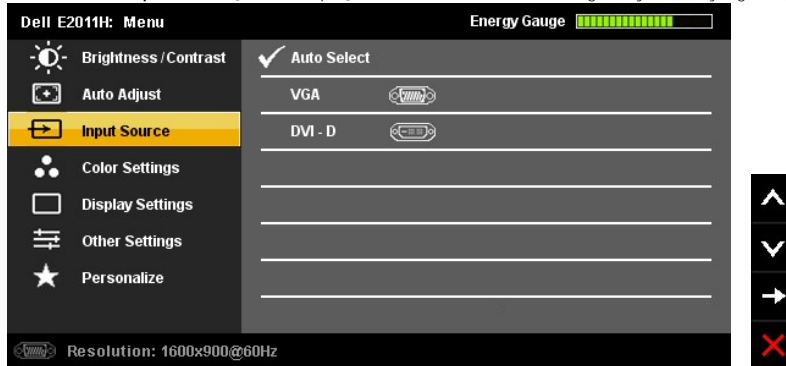 Dell E2011H: Menu
Energy Gauge
Brightness / Contrast
Auto Select
Auto Adjust
VGA
Input Source
DVI - D
Color Settings
Display Settings
Other Settings
Personalize
Resolution: 1600x900@60Hz